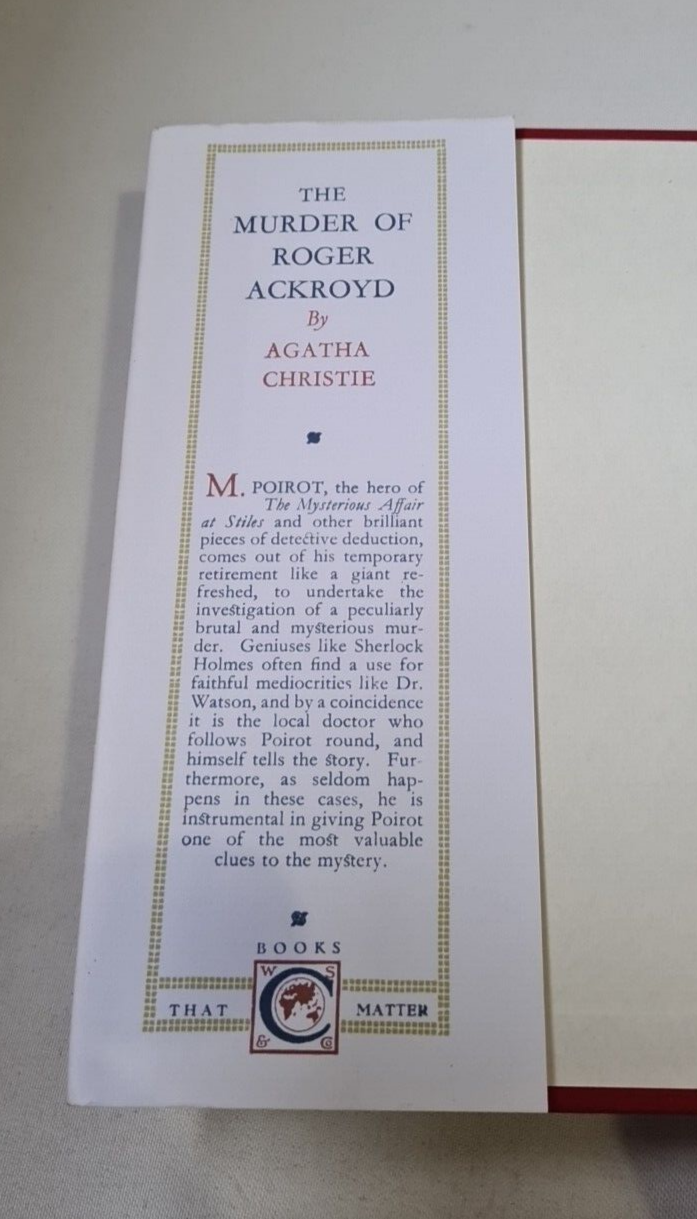 THE
MURDER OF
ROGER
ACKROYD
By
AGATHA
CHRISTIE
M. POIROT, the hero of
The Mysterious Affair
at Stiles and other brilliant
pieces of detective deduction,
comes out of his temporary
retirement like a giant re-
freshed, to undertake the
investigation of a peculiarly
brutal and mysterious mur-
der. Geniuses like Sherlock
Holmes often find a use for
faithful mediocrities like Dr.
Watson, and by a coincidence
it is the local doctor who
follows Poirot round, and
himself tells the story. Fur-
thermore, as seldom hap-
pens in these cases, he is
instrumental in giving Poirot
one of the most valuable
clues to the mystery.
BOOKS
W S
C
THAT MATTER
& Co